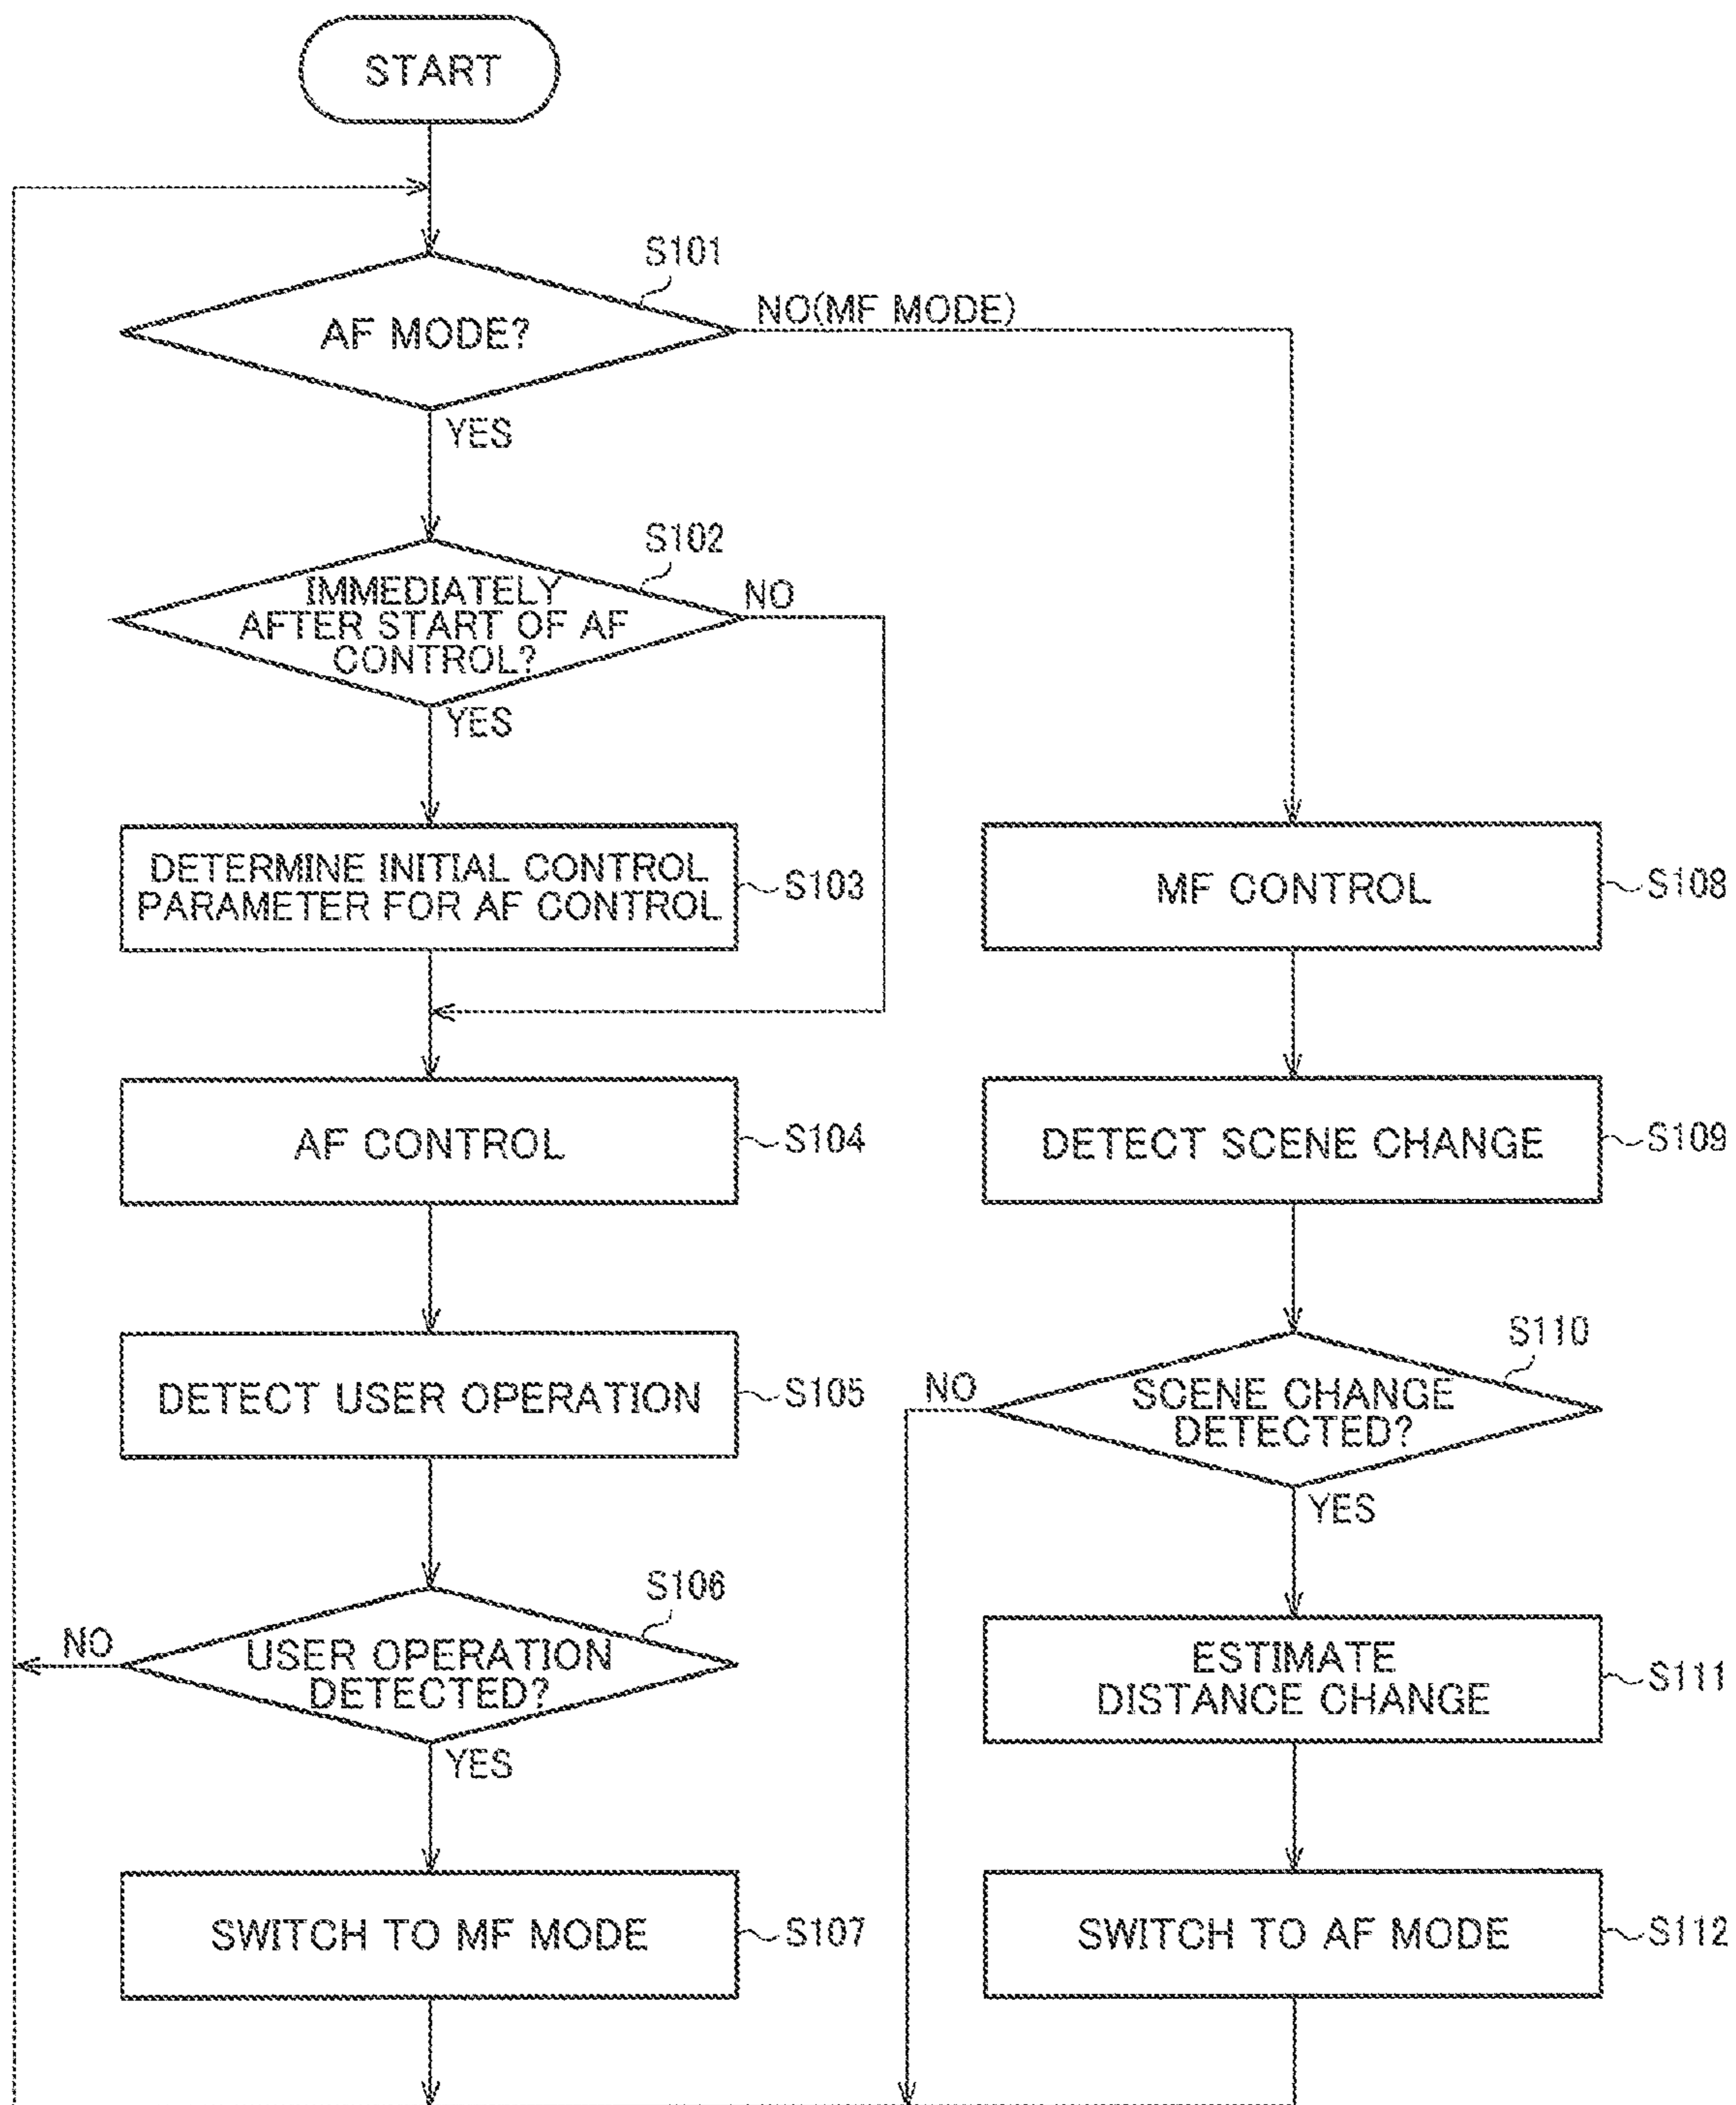 START
S101
AF MODE?
NO(MF MODE)
YES
S102
IMMEDIATELY
AFTER START OF AF
CONTROL?
NO
YES
DETERMINE INITIAL CONTROL
PARAMETER FOR AF CONTROL
S103
MF CONTROL
S108
AF CONTROL
S104
DETECT SCENE CHANGE
S109
DETECT USER OPERATION
S105
S110
SCENE CHANGE
DETECTED?
NO
YES
S106
USER OPERATION
DETECTED?
NO
YES
ESTIMATE
DISTANCE CHANGE
S111
SWITCH TO MF MODE
S107
SWITCH TO AF MODE
S112